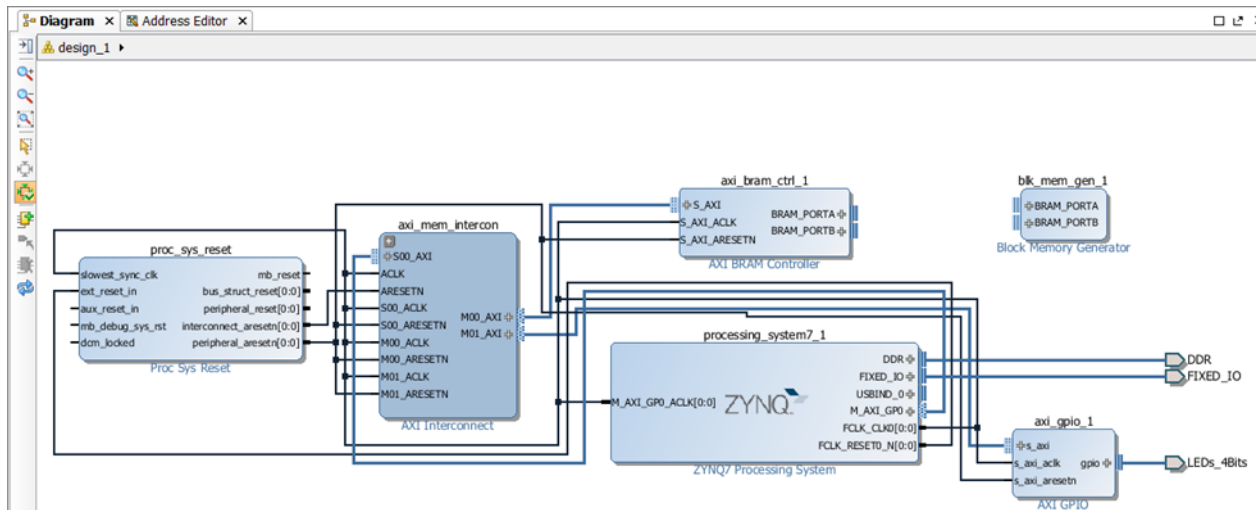 Diagram
Address Editor
design_1
proc_sys_reset
slowest_sync_clk
ext_reset_in
aux_reset_in
mb_debug_sys_rst
dcm_locked
mb_reset
bus_struct_reset[0:0]
peripheral_reset[0:0]
interconnect_aresetn[0:0]
peripheral_aresetn[0:0]
Proc Sys Reset
axi_mem_intercon
S00_AXI
ACLK
ARESETN
S00_ACLK
S00_ARESETN
M00_ACLK
M00_ARESETN
M01_ACLK
M01_ARESETN
M00_AXI
M01_AXI
AXI Interconnect
axi_bram_ctrl_1
S_AXI
S_AXI_ACLK
S_AXI_ARESETN
BRAM_PORTA
BRAM_PORTB
AXI BRAM Controller
blk_mem_gen_1
BRAM_PORTA
BRAM_PORTB
Block Memory Generator
processing_system7_1
M_AXI_GP0_ACLK[0:0]
ZYNQ
DDR
FIXED_IO
USBIND_0
M_AXI_GP0
FCLK_CLK0[0:0]
FCLK_RESET0_N[0:0]
ZYNQ7 Processing System
DDR
FIXED_IO
axi_gpio_1
s_axi
s_axi_aclk
s_axi_aresetn
gpio
AXI GPIO
LEDs_4Bits